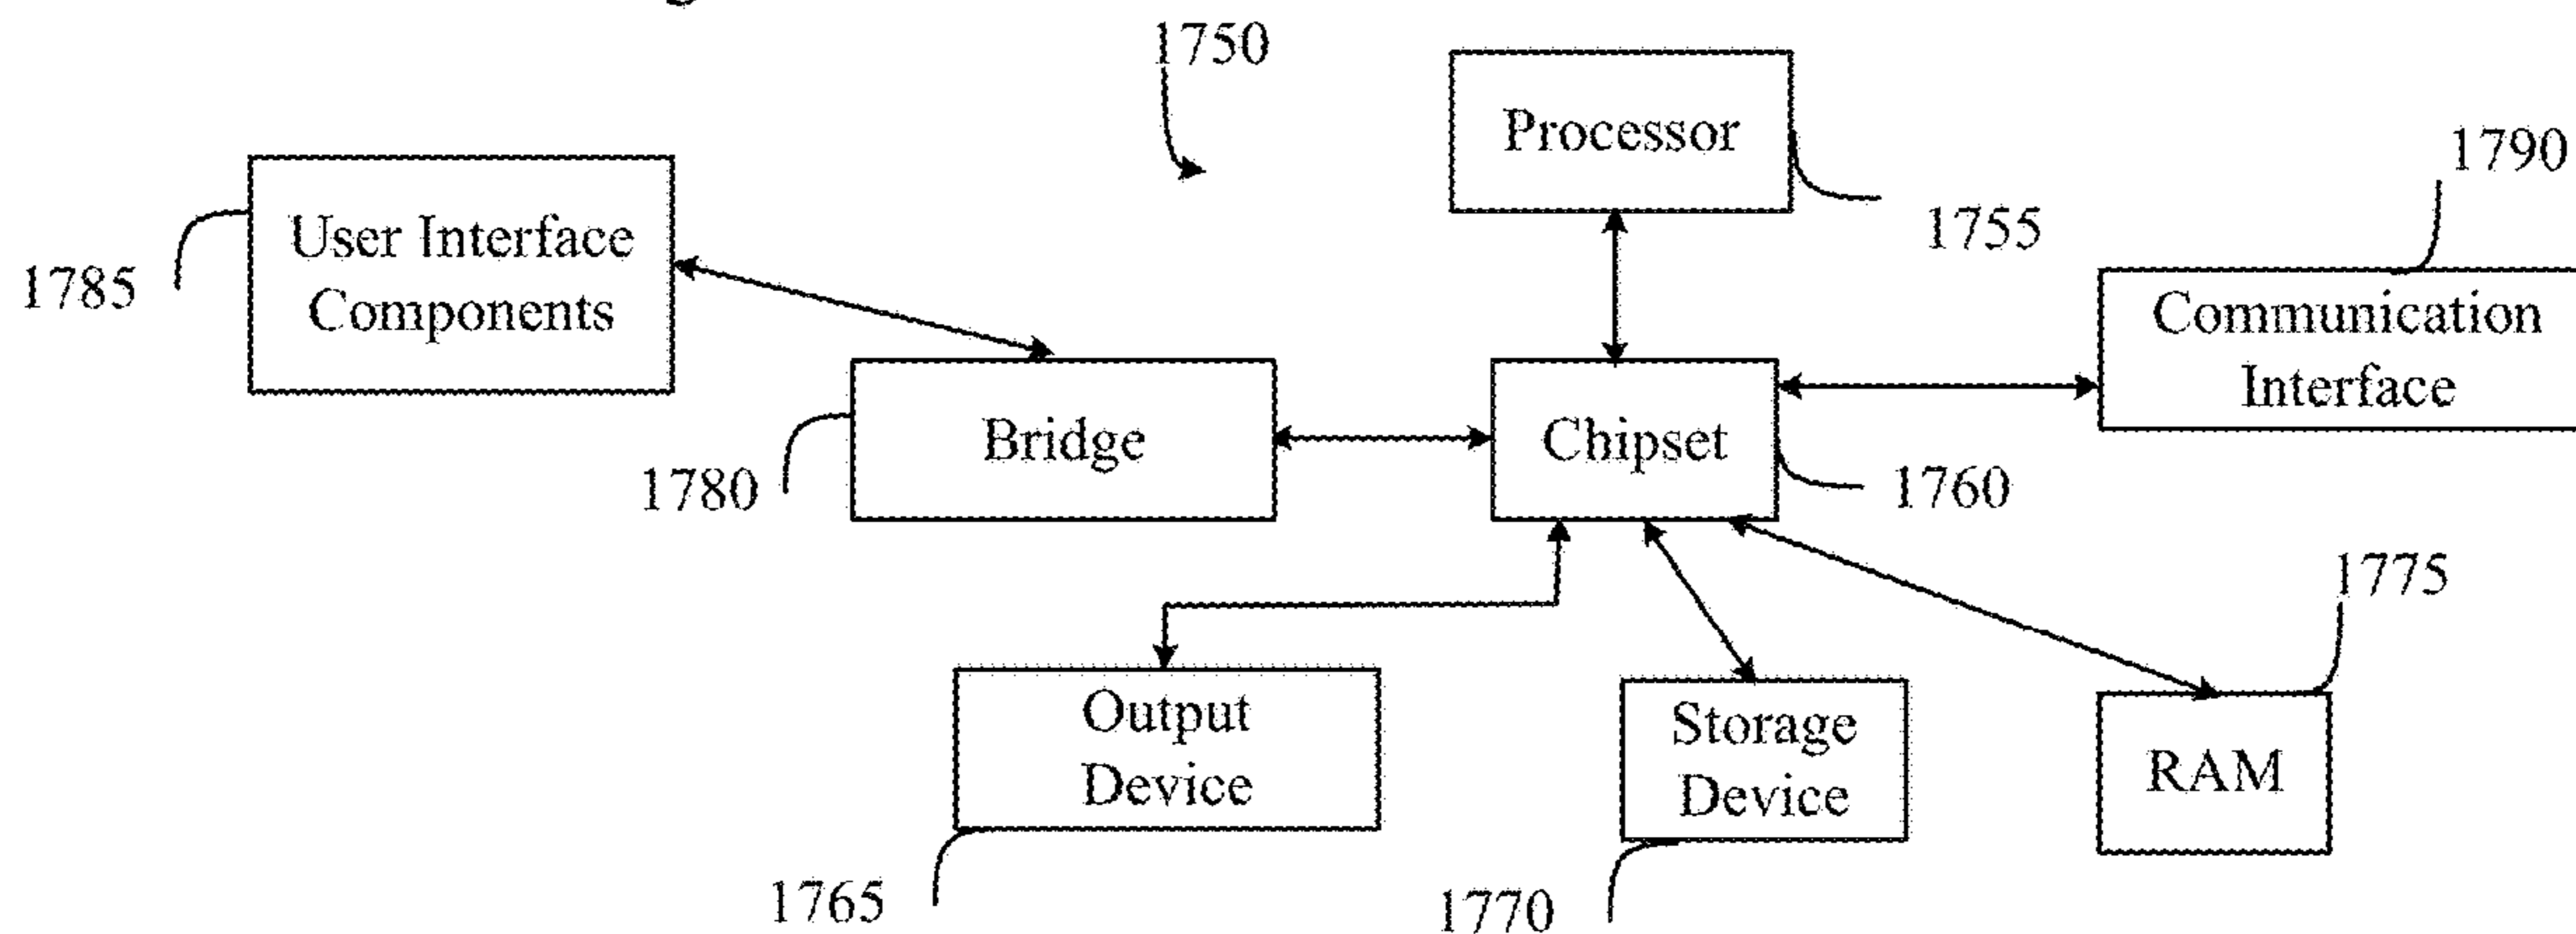 1750
Processor
1790
User Interface
Components
1755
1785
Communication
Interface
Bridge
Chipset
1780
1760
1775
Output
Device
Storage
Device
RAM
1765
1770